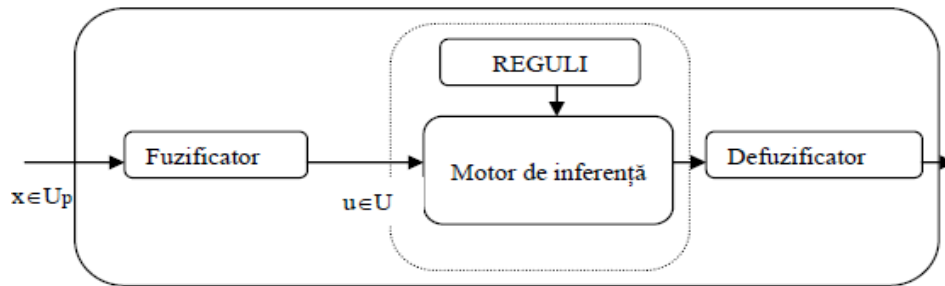 REGULI
Fuzificator
Motor de inferență
Defuzificator
x∈Up
u∈U